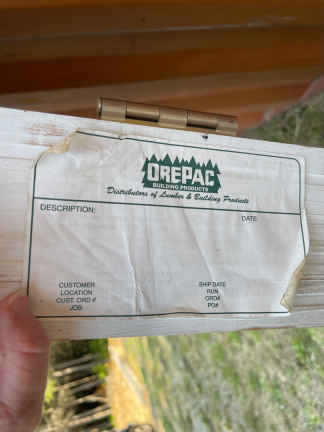 OREPAC
BUILDING PRODUCTS
Distributors of Lumber & Building Products
DESCRIPTION:
DATE
CUSTOMER
LOCATION
CUST. ORD #
JOB
SHIP DATE
RUN
ORD#
PO#